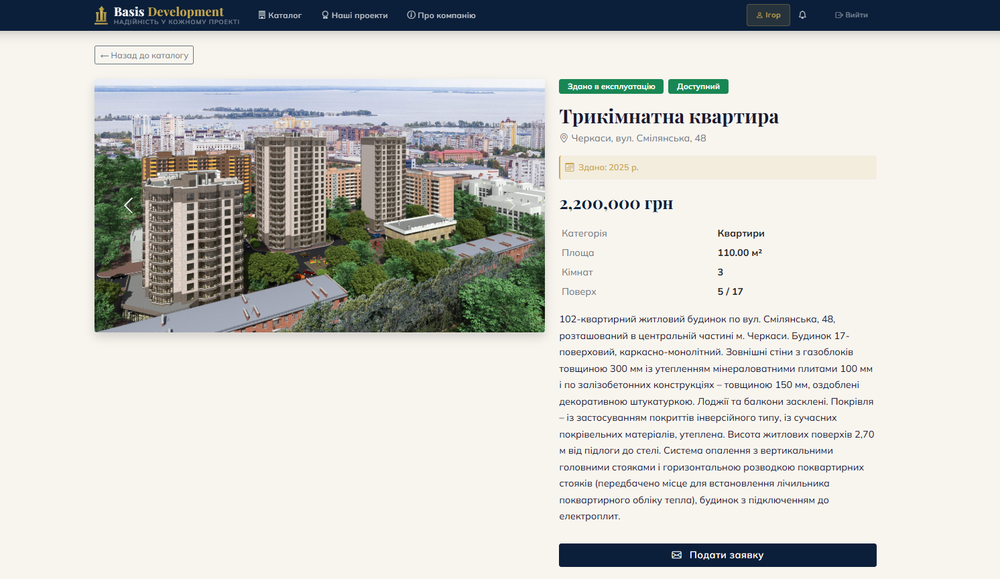 Basis Development
НАДІЙНІСТЬ У КОЖНОМУ ПРОЕКТІ
Каталог
Наші проекти
Про компанію
Ігор
Вийти
← Назад до каталогу
Здано в експлуатацію
Доступний
Трикімнатна квартира
Черкаси, вул. Смілянська, 48
Здано: 2025 р.
2,200,000 грн
Категорія Квартири
Площа 110.00 м²
Кімнат 3
Поверх 5 / 17
102-квартирний житловий будинок по вул. Смілянська, 48,
розташований в центральній частині м. Черкаси. Будинок 17-
поверховий, каркасно-монолітний. Зовнішні стіни з газоблоків
товщиною 300 мм із утепленням мінераловатними плитами 100 мм
і по залізобетонних конструкціях – товщиною 150 мм, оздоблені
декоративною штукатуркою. Лоджії та балкони засклені. Покрівля
– із застосуванням покриттів інверсійного типу, із сучасних
покрівельних матеріалів, утеплена. Висота житлових поверхів 2,70
м від підлоги до стелі. Система опалення з вертикальними
головними стояками і горизонтальною розводкою поквартирних
стояків (передбачено місце для встановлення лічильника
поквартирного обліку тепла), будинок з підключенням до
електроплит.
Подати заявку